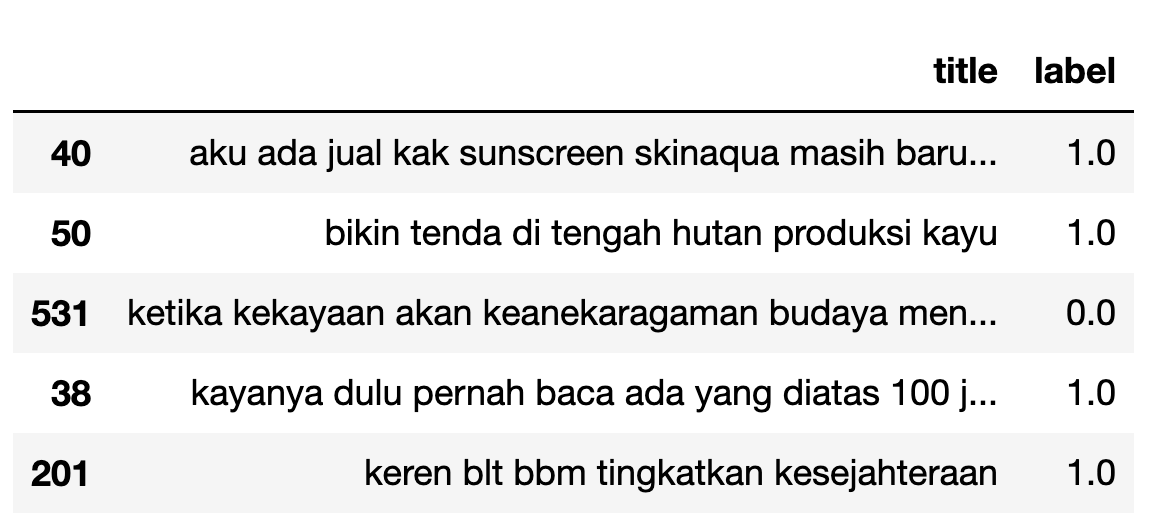 title label
40 aku ada jual kak sunscreen skinaqua masih baru... 1.0
50 bikin tenda di tengah hutan produksi kayu 1.0
531 ketika kekayaan akan keanekaragaman budaya men... 0.0
38 kayanya dulu pernah baca ada yang diatas 100 j... 1.0
201 keren blt bbm tingkatkan kesejahteraan 1.0